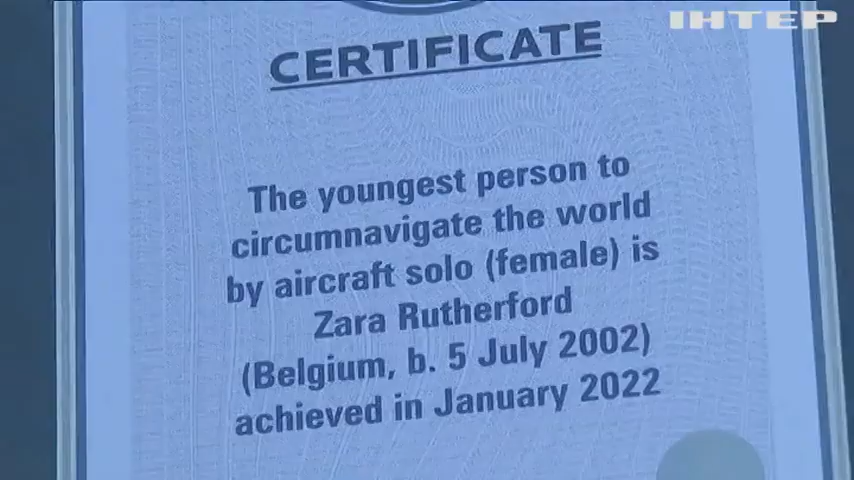 ІНТЕР
CERTIFICATE
The youngest person to
circumnavigate the world
by aircraft solo (female) is
Zara Rutherford
(Belgium, b. 5 July 2002)
achieved in January 2022